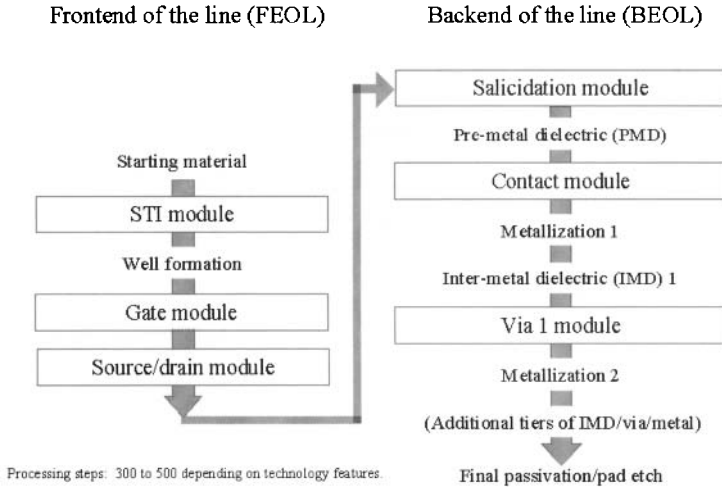 Frontend of the line (FEOL)
Starting material
STI module
Well formation
Gate module
Source/drain module
Processing steps: 300 to 500 depending on technology features.
Backend of the line (BEOL)
Salicidation module
Pre-metal dielectric (PMD)
Contact module
Metallization 1
Inter-metal dielectric (IMD) 1
Via 1 module
Metallization 2
(Additional tiers of IMD/via/metal)
Final passivation/pad etch